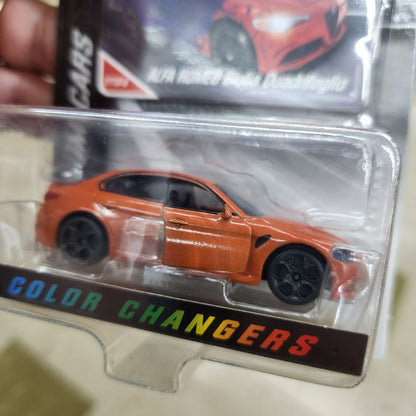 ALFA ROMEO Giulia Quadrifoglio
CARS
COLOR CHANGERS